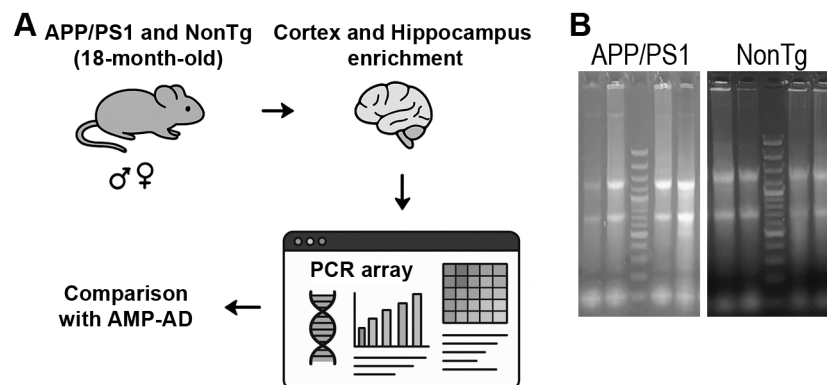 A
APP/PS1 and NonTg
(18-month-old)
Cortex and Hippocampus
enrichment
♂♀
PCR array
Comparison
with AMP-AD
B
APP/PS1
NonTg